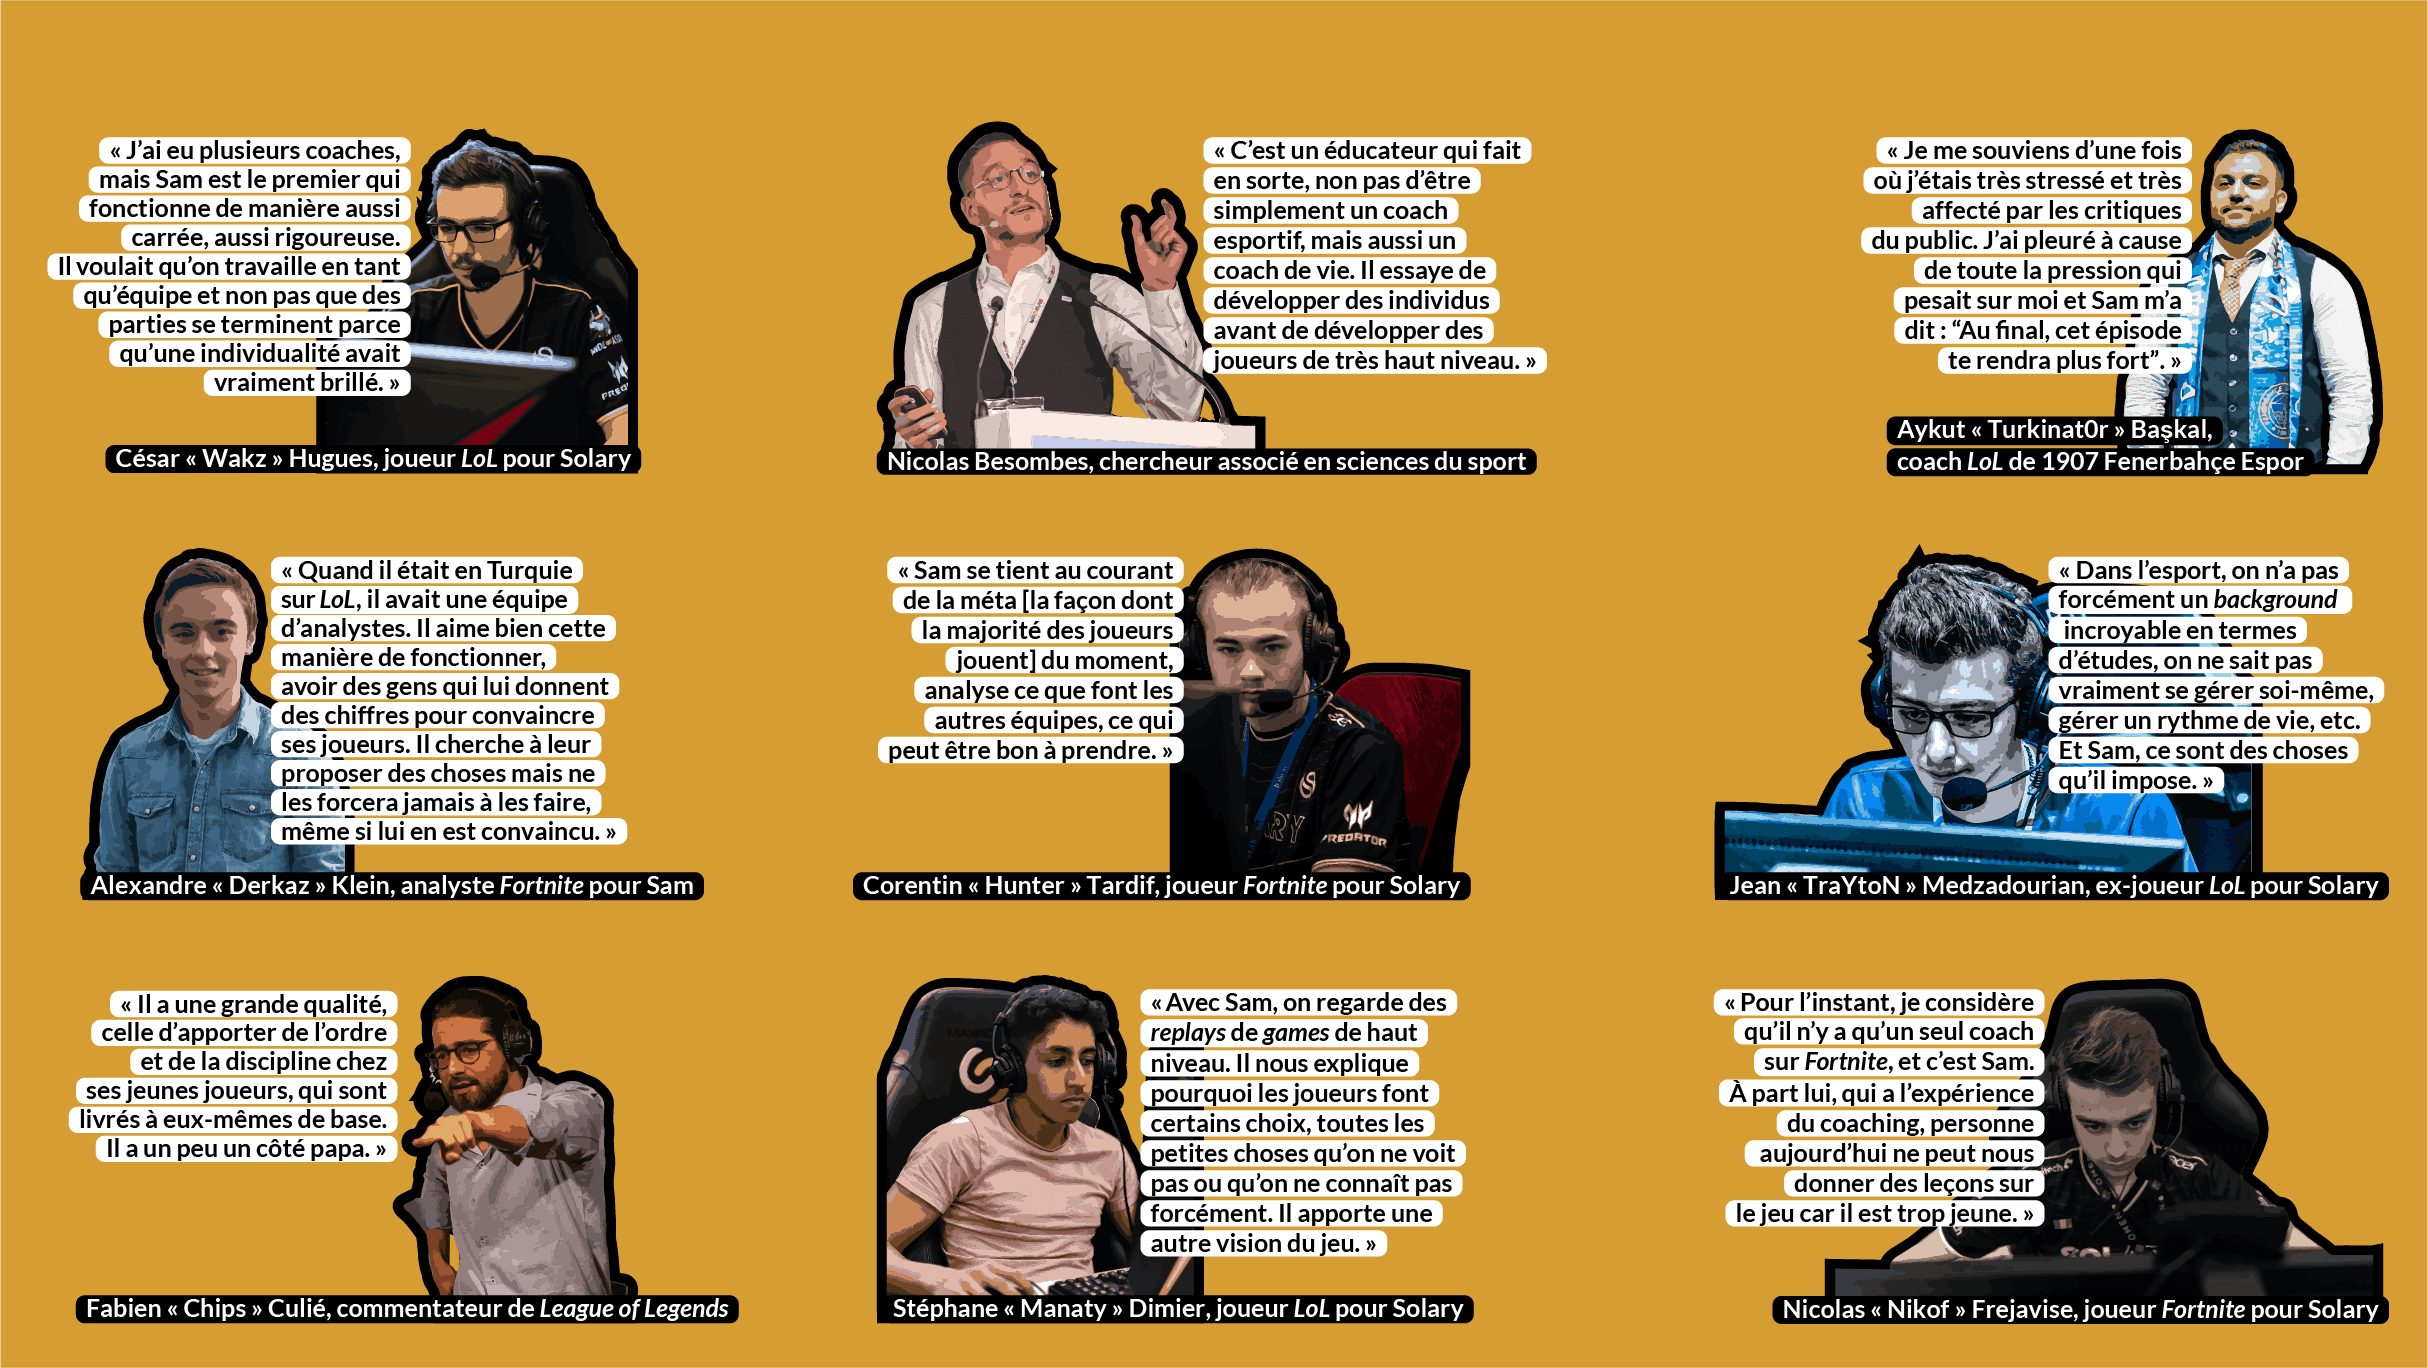 « J’ai eu plusieurs coaches,
mais Sam est le premier qui
fonctionne de manière aussi
carrée, aussi rigoureuse.
Il voulait qu’on travaille en tant
qu’équipe et non pas que des
parties se terminent parce
qu’une individualité avait
vraiment brillé. »
César « Wakz » Hugues, joueur LoL pour Solary
« C’est un éducateur qui fait
en sorte, non pas d’être
simplement un coach
esportif, mais aussi un
coach de vie. Il essaye de
développer des individus
avant de développer des
joueurs de très haut niveau. »
Nicolas Besombes, chercheur associé en sciences du sport
« Je me souviens d’une fois
où j’étais très stressé et très
affecté par les critiques
du public. J’ai pleuré à cause
de toute la pression qui
pesait sur moi et Sam m’a
dit : “Au final, cet épisode
te rendra plus fort”. »
Aykut « Turkinat0r » Başkal,
coach LoL de 1907 Fenerbahçe Espor
« Quand il était en Turquie
sur LoL, il avait une équipe
d’analystes. Il aime bien cette
manière de fonctionner,
avoir des gens qui lui donnent
des chiffres pour convaincre
ses joueurs. Il cherche à leur
proposer des choses mais ne
les forcera jamais à les faire,
même si lui en est convaincu. »
Alexandre « Derkaz » Klein, analyste Fortnite pour Sam
« Sam se tient au courant
de la méta [la façon dont
la majorité des joueurs
jouent] du moment,
analyse ce que font les
autres équipes, ce qui
peut être bon à prendre. »
PREDATOR
Corentin « Hunter » Tardif, joueur Fortnite pour Solary
« Dans l’esport, on n’a pas
forcément un background
incroyable en termes
d’études, on ne sait pas
vraiment se gérer soi-même,
gérer un rythme de vie, etc.
Et Sam, ce sont des choses
qu’il impose. »
Jean « TraYtoN » Medzadourian, ex-joueur LoL pour Solary
« Il a une grande qualité,
celle d’apporter de l’ordre
et de la discipline chez
ses jeunes joueurs, qui sont
livrés à eux-mêmes de base.
Il a un peu un côté papa. »
Fabien « Chips » Culié, commentateur de League of Legends
« Avec Sam, on regarde des
replays de games de haut
niveau. Il nous explique
pourquoi les joueurs font
certains choix, toutes les
petites choses qu’on ne voit
pas ou qu’on ne connaît pas
forcément. Il apporte une
autre vision du jeu. »
Stéphane « Manaty » Dimier, joueur LoL pour Solary
« Pour l’instant, je considère
qu’il n’y a qu’un seul coach
sur Fortnite, et c’est Sam.
À part lui, qui a l’expérience
du coaching, personne
aujourd’hui ne peut nous
donner des leçons sur
le jeu car il est trop jeune. »
acer
Nicolas « Nikof » Frejavise, joueur Fortnite pour Solary